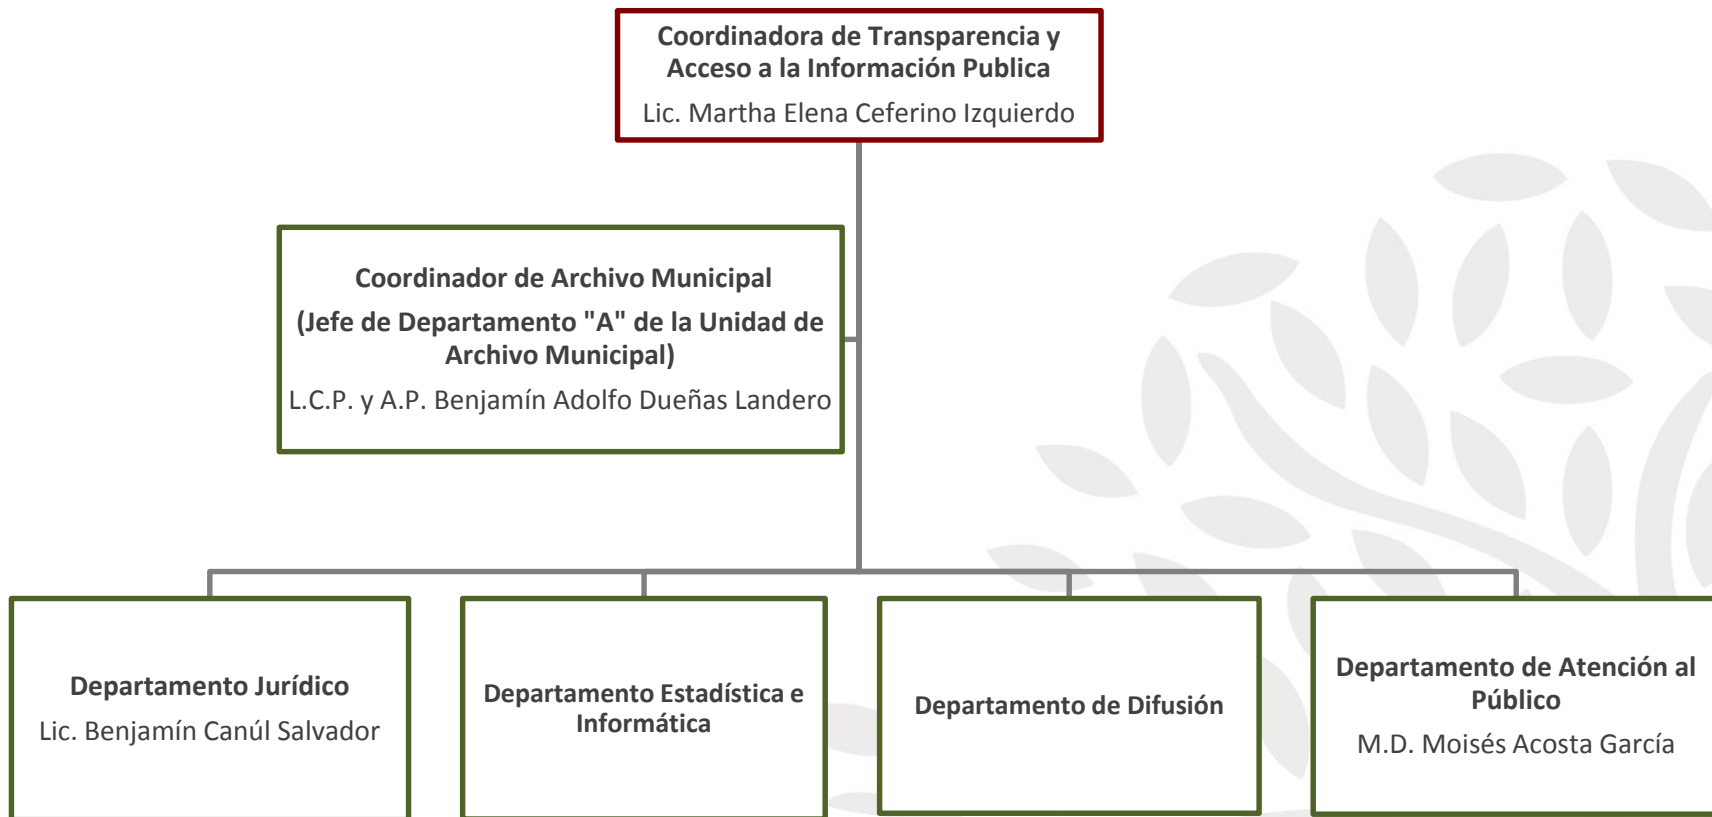 Coordinadora de Transparencia y
Acceso a la Información Publica
Lic. Martha Elena Ceferino Izquierdo
Coordinador de Archivo Municipal
(Jefe de Departamento "A" de la Unidad de
Archivo Municipal)
L.C.P. y A.P. Benjamín Adolfo Dueñas Landero
Departamento Jurídico
Lic. Benjamín Canúl Salvador
Departamento Estadística e
Informática
Departamento de Difusión
Departamento de Atención al
Público
M.D. Moisés Acosta García